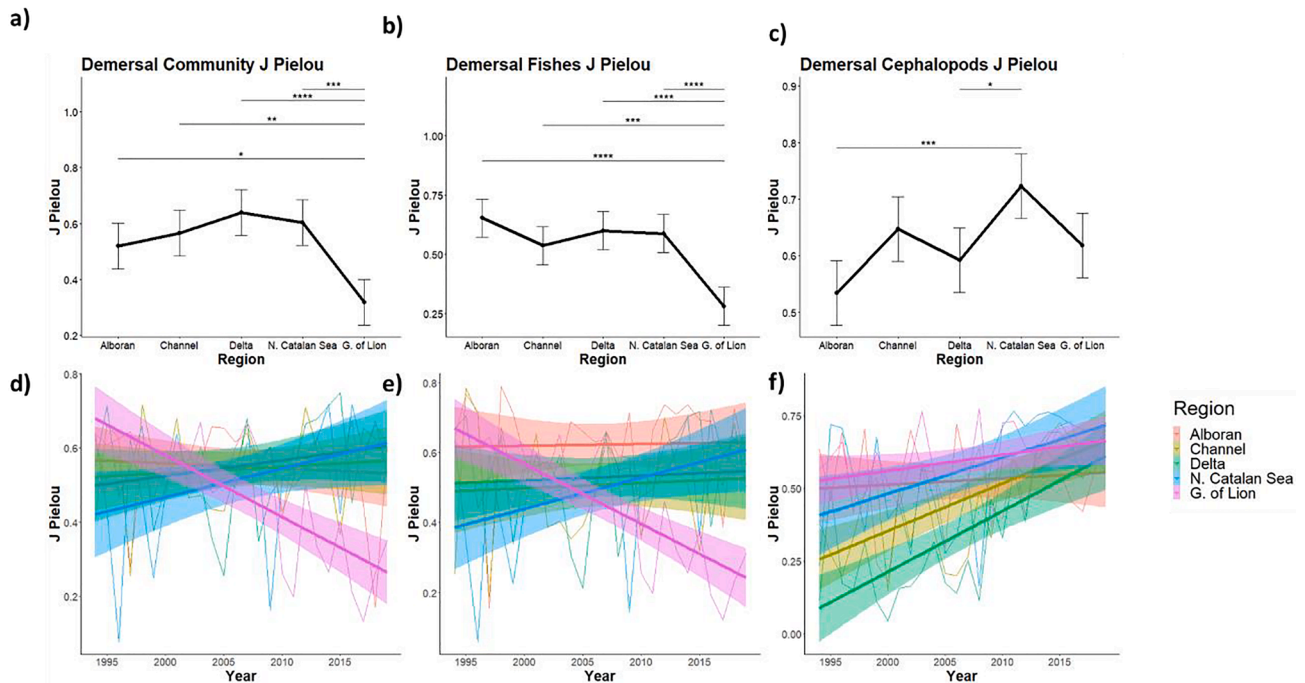 a)
b)
c)
Demersal Community J Pielou
Demersal Fishes J Pielou
Demersal Cephalopods J Pielou
J Pielou
1.0
0.8
0.6
0.4
0.2
***
****
**
*
Alboran
Channel
Delta
N. Catalan Sea
G. of Lion
Region
J Pielou
1.00
0.75
0.50
0.25
****
****
***
****
Alboran
Channel
Delta
N. Catalan Sea
G. of Lion
Region
J Pielou
0.9
0.8
0.7
0.6
0.5
*
***
Alboran
Channel
Delta
N. Catalan Sea
G. of Lion
Region
d)
J Pielou
0.8
0.6
0.4
0.2
1995
2000
2005
2010
2015
Year
e)
J Pielou
0.8
0.6
0.4
0.2
1995
2000
2005
2010
2015
Year
f)
J Pielou
0.75
0.50
0.25
0.00
1995
2000
2005
2010
2015
Year
Region
Alboran
Channel
Delta
N. Catalan Sea
G. of Lion